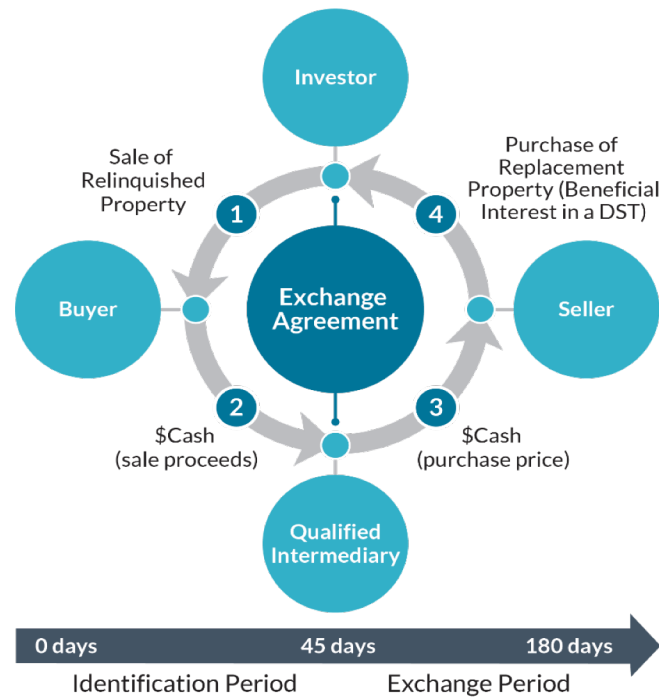 Investor
Sale of
Relinquished
Property
Purchase of
Replacement
Property (Beneficial
Interest in a DST)
1
4
Buyer
Exchange
Agreement
Seller
2
3
$Cash
(sale proceeds)
$Cash
(purchase price)
Qualified
Intermediary
0 days
45 days
180 days
Identification Period
Exchange Period